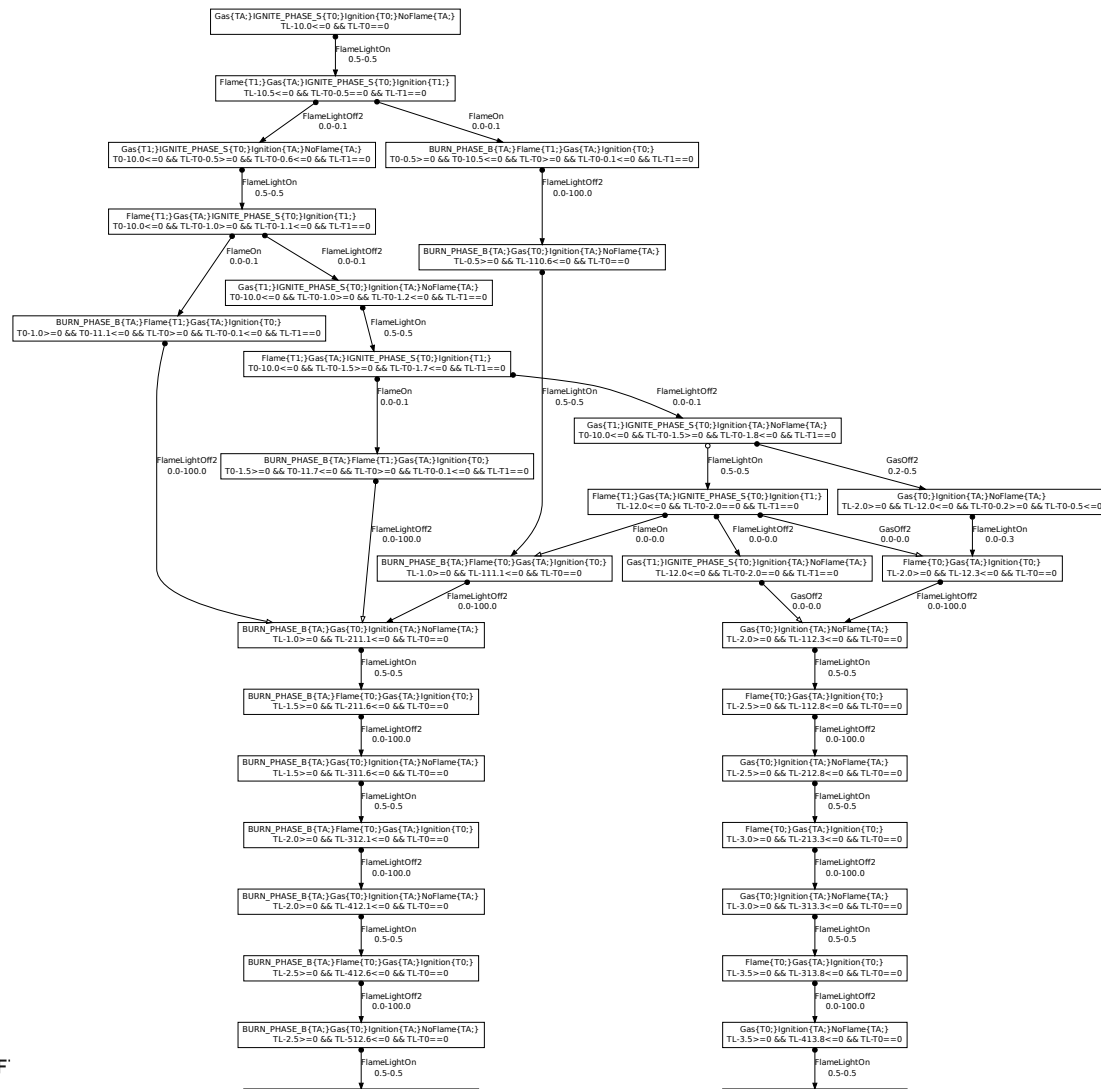 Gas{TA;}IGNITE_PHASE_S{T0;}Ignition{T0;}NoFlame{TA;}
TL-10.0<=0 && TL-T0==0
FlameLightOn
0.5-0.5
Flame{T1;}Gas{TA;}IGNITE_PHASE_S{T0;}Ignition{T1;}
TL-10.5<=0 && TL-T0-0.5==0 && TL-T1==0
FlameLightOff2
0.0-0.1
FlameOn
0.0-0.1
Gas{T1;}IGNITE_PHASE_S{T0;}Ignition{TA;}NoFlame{TA;}
T0-10.0<=0 && TL-T0-0.5>=0 && TL-T0-0.6<=0 && TL-T1==0
BURN_PHASE_B{TA;}Flame{T1;}Gas{TA;}Ignition{T0;}
T0-0.5>=0 && T0-10.5<=0 && TL-T0>=0 && TL-T0-0.1<=0 && TL-T1==0
FlameLightOn
0.5-0.5
FlameLightOff2
0.0-100.0
Flame{T1;}Gas{TA;}IGNITE_PHASE_S{T0;}Ignition{T1;}
T0-10.0<=0 && TL-T0-1.0>=0 && TL-T0-1.1<=0 && TL-T1==0
FlameOn
0.0-0.1
FlameLightOff2
0.0-0.1
BURN_PHASE_B{TA;}Gas{T0;}Ignition{TA;}NoFlame{TA;}
TL-0.5>=0 && TL-110.6<=0 && TL-T0==0
Gas{T1;}IGNITE_PHASE_S{T0;}Ignition{TA;}NoFlame{TA;}
T0-10.0<=0 && TL-T0-1.0>=0 && TL-T0-1.2<=0 && TL-T1==0
BURN_PHASE_B{TA;}Flame{T1;}Gas{TA;}Ignition{T0;}
T0-1.0>=0 && T0-11.1<=0 && TL-T0>=0 && TL-T0-0.1<=0 && TL-T1==0
FlameLightOn
0.5-0.5
Flame{T1;}Gas{TA;}IGNITE_PHASE_S{T0;}Ignition{T1;}
T0-10.0<=0 && TL-T0-1.5>=0 && TL-T0-1.7<=0 && TL-T1==0
FlameOn
0.0-0.1
FlameLightOn
0.5-0.5
FlameLightOff2
0.0-0.1
Gas{T1;}IGNITE_PHASE_S{T0;}Ignition{TA;}NoFlame{TA;}
T0-10.0<=0 && TL-T0-1.5>=0 && TL-T0-1.8<=0 && TL-T1==0
FlameLightOff2
0.0-100.0
BURN_PHASE_B{TA;}Flame{T1;}Gas{TA;}Ignition{T0;}
T0-1.5>=0 && T0-11.7<=0 && TL-T0>=0 && TL-T0-0.1<=0 && TL-T1==0
FlameLightOn
0.5-0.5
GasOff2
0.2-0.5
Flame{T1;}Gas{TA;}IGNITE_PHASE_S{T0;}Ignition{T1;}
TL-12.0<=0 && TL-T0-2.0==0 && TL-T1==0
Gas{T0;}Ignition{TA;}NoFlame{TA;}
TL-2.0>=0 && TL-12.0<=0 && TL-T0-0.2>=0 && TL-T0-0.5<=0
FlameLightOff2
0.0-100.0
FlameOn
0.0-0.0
FlameLightOff2
0.0-0.0
GasOff2
0.0-0.0
FlameLightOn
0.0-0.3
BURN_PHASE_B{TA;}Flame{T0;}Gas{TA;}Ignition{T0;}
TL-1.0>=0 && TL-111.1<=0 && TL-T0==0
Gas{T1;}IGNITE_PHASE_S{T0;}Ignition{TA;}NoFlame{TA;}
TL-12.0<=0 && TL-T0-2.0==0 && TL-T1==0
Flame{T0;}Gas{TA;}Ignition{T0;}
TL-2.0>=0 && TL-12.3<=0 && TL-T0==0
FlameLightOff2
0.0-100.0
GasOff2
0.0-0.0
FlameLightOff2
0.0-100.0
BURN_PHASE_B{TA;}Gas{T0;}Ignition{TA;}NoFlame{TA;}
TL-1.0>=0 && TL-211.1<=0 && TL-T0==0
Gas{T0;}Ignition{TA;}NoFlame{TA;}
TL-2.0>=0 && TL-112.3<=0 && TL-T0==0
FlameLightOn
0.5-0.5
FlameLightOn
0.5-0.5
BURN_PHASE_B{TA;}Flame{T0;}Gas{TA;}Ignition{T0;}
TL-1.5>=0 && TL-211.6<=0 && TL-T0==0
Flame{T0;}Gas{TA;}Ignition{T0;}
TL-2.5>=0 && TL-112.8<=0 && TL-T0==0
FlameLightOff2
0.0-100.0
FlameLightOff2
0.0-100.0
BURN_PHASE_B{TA;}Gas{T0;}Ignition{TA;}NoFlame{TA;}
TL-1.5>=0 && TL-311.6<=0 && TL-T0==0
Gas{T0;}Ignition{TA;}NoFlame{TA;}
TL-2.5>=0 && TL-212.8<=0 && TL-T0==0
FlameLightOn
0.5-0.5
FlameLightOn
0.5-0.5
BURN_PHASE_B{TA;}Flame{T0;}Gas{TA;}Ignition{T0;}
TL-2.0>=0 && TL-312.1<=0 && TL-T0==0
Flame{T0;}Gas{TA;}Ignition{T0;}
TL-3.0>=0 && TL-213.3<=0 && TL-T0==0
FlameLightOff2
0.0-100.0
FlameLightOff2
0.0-100.0
BURN_PHASE_B{TA;}Gas{T0;}Ignition{TA;}NoFlame{TA;}
TL-2.0>=0 && TL-412.1<=0 && TL-T0==0
Gas{T0;}Ignition{TA;}NoFlame{TA;}
TL-3.0>=0 && TL-313.3<=0 && TL-T0==0
FlameLightOn
0.5-0.5
FlameLightOn
0.5-0.5
BURN_PHASE_B{TA;}Flame{T0;}Gas{TA;}Ignition{T0;}
TL-2.5>=0 && TL-412.6<=0 && TL-T0==0
Flame{T0;}Gas{TA;}Ignition{T0;}
TL-3.5>=0 && TL-313.8<=0 && TL-T0==0
FlameLightOff2
0.0-100.0
FlameLightOff2
0.0-100.0
BURN_PHASE_B{TA;}Gas{T0;}Ignition{TA;}NoFlame{TA;}
TL-2.5>=0 && TL-512.6<=0 && TL-T0==0
Gas{T0;}Ignition{TA;}NoFlame{TA;}
TL-3.5>=0 && TL-413.8<=0 && TL-T0==0
FlameLightOn
0.5-0.5
FlameLightOn
0.5-0.5